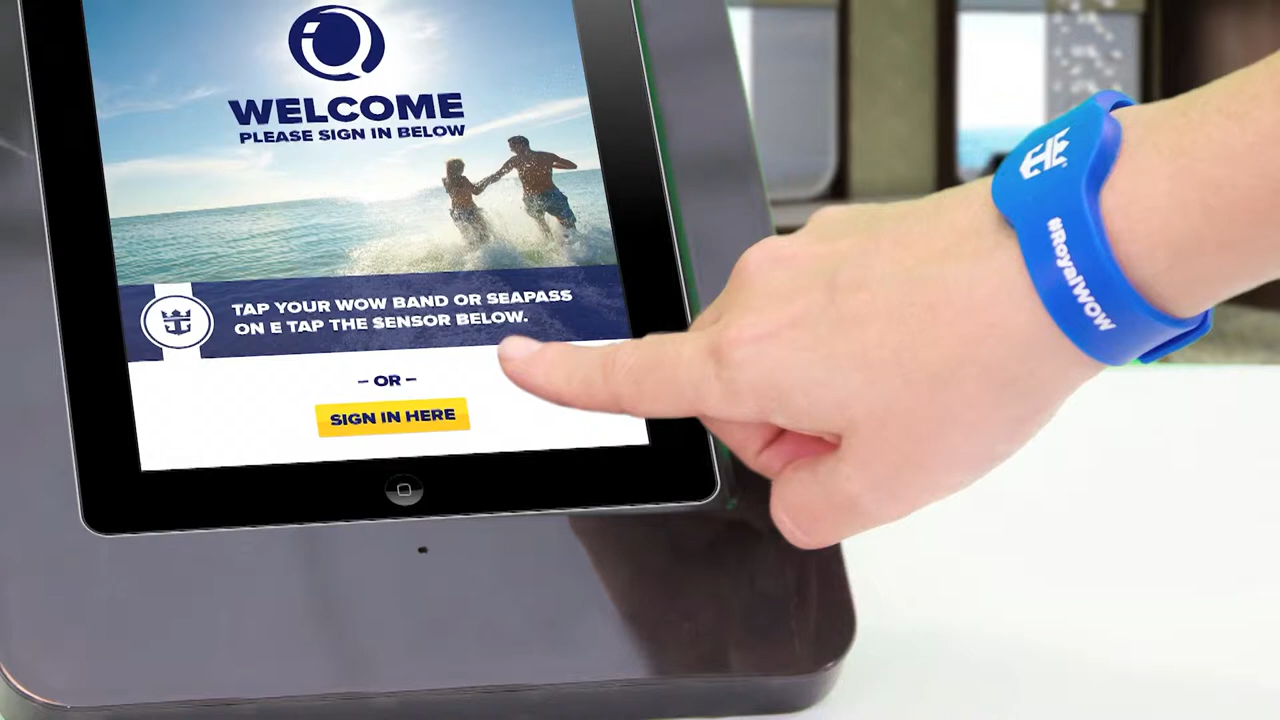 WELCOME
PLEASE SIGN IN BELOW
TAP YOUR WOW BAND OR SEAPASS
ON E TAP THE SENSOR BELOW.
– OR –
SIGN IN HERE
#RoyalWOW